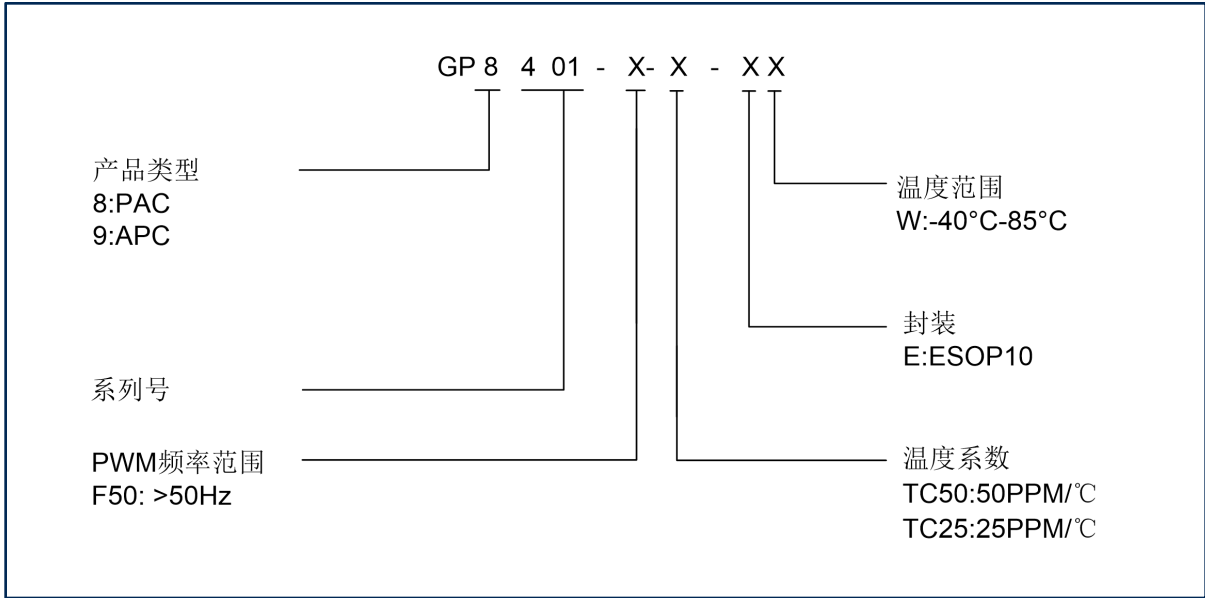 GP 8 4 01 - X- X - X X
产品类型
8:PAC
9:APC
系列号
PWM频率范围
F50: >50Hz
温度范围
W:-40°C-85°C
封装
E:ESOP10
温度系数
TC50:50PPM/℃
TC25:25PPM/℃